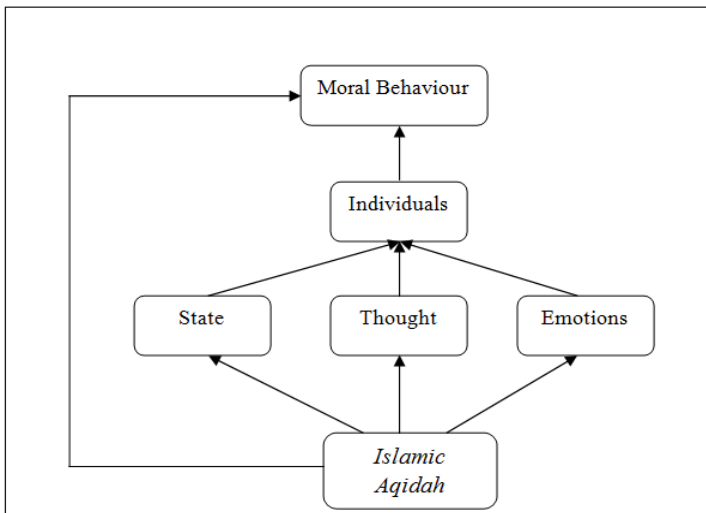 Moral Behaviour
Individuals
State
Thought
Emotions
Islamic
Aqidah